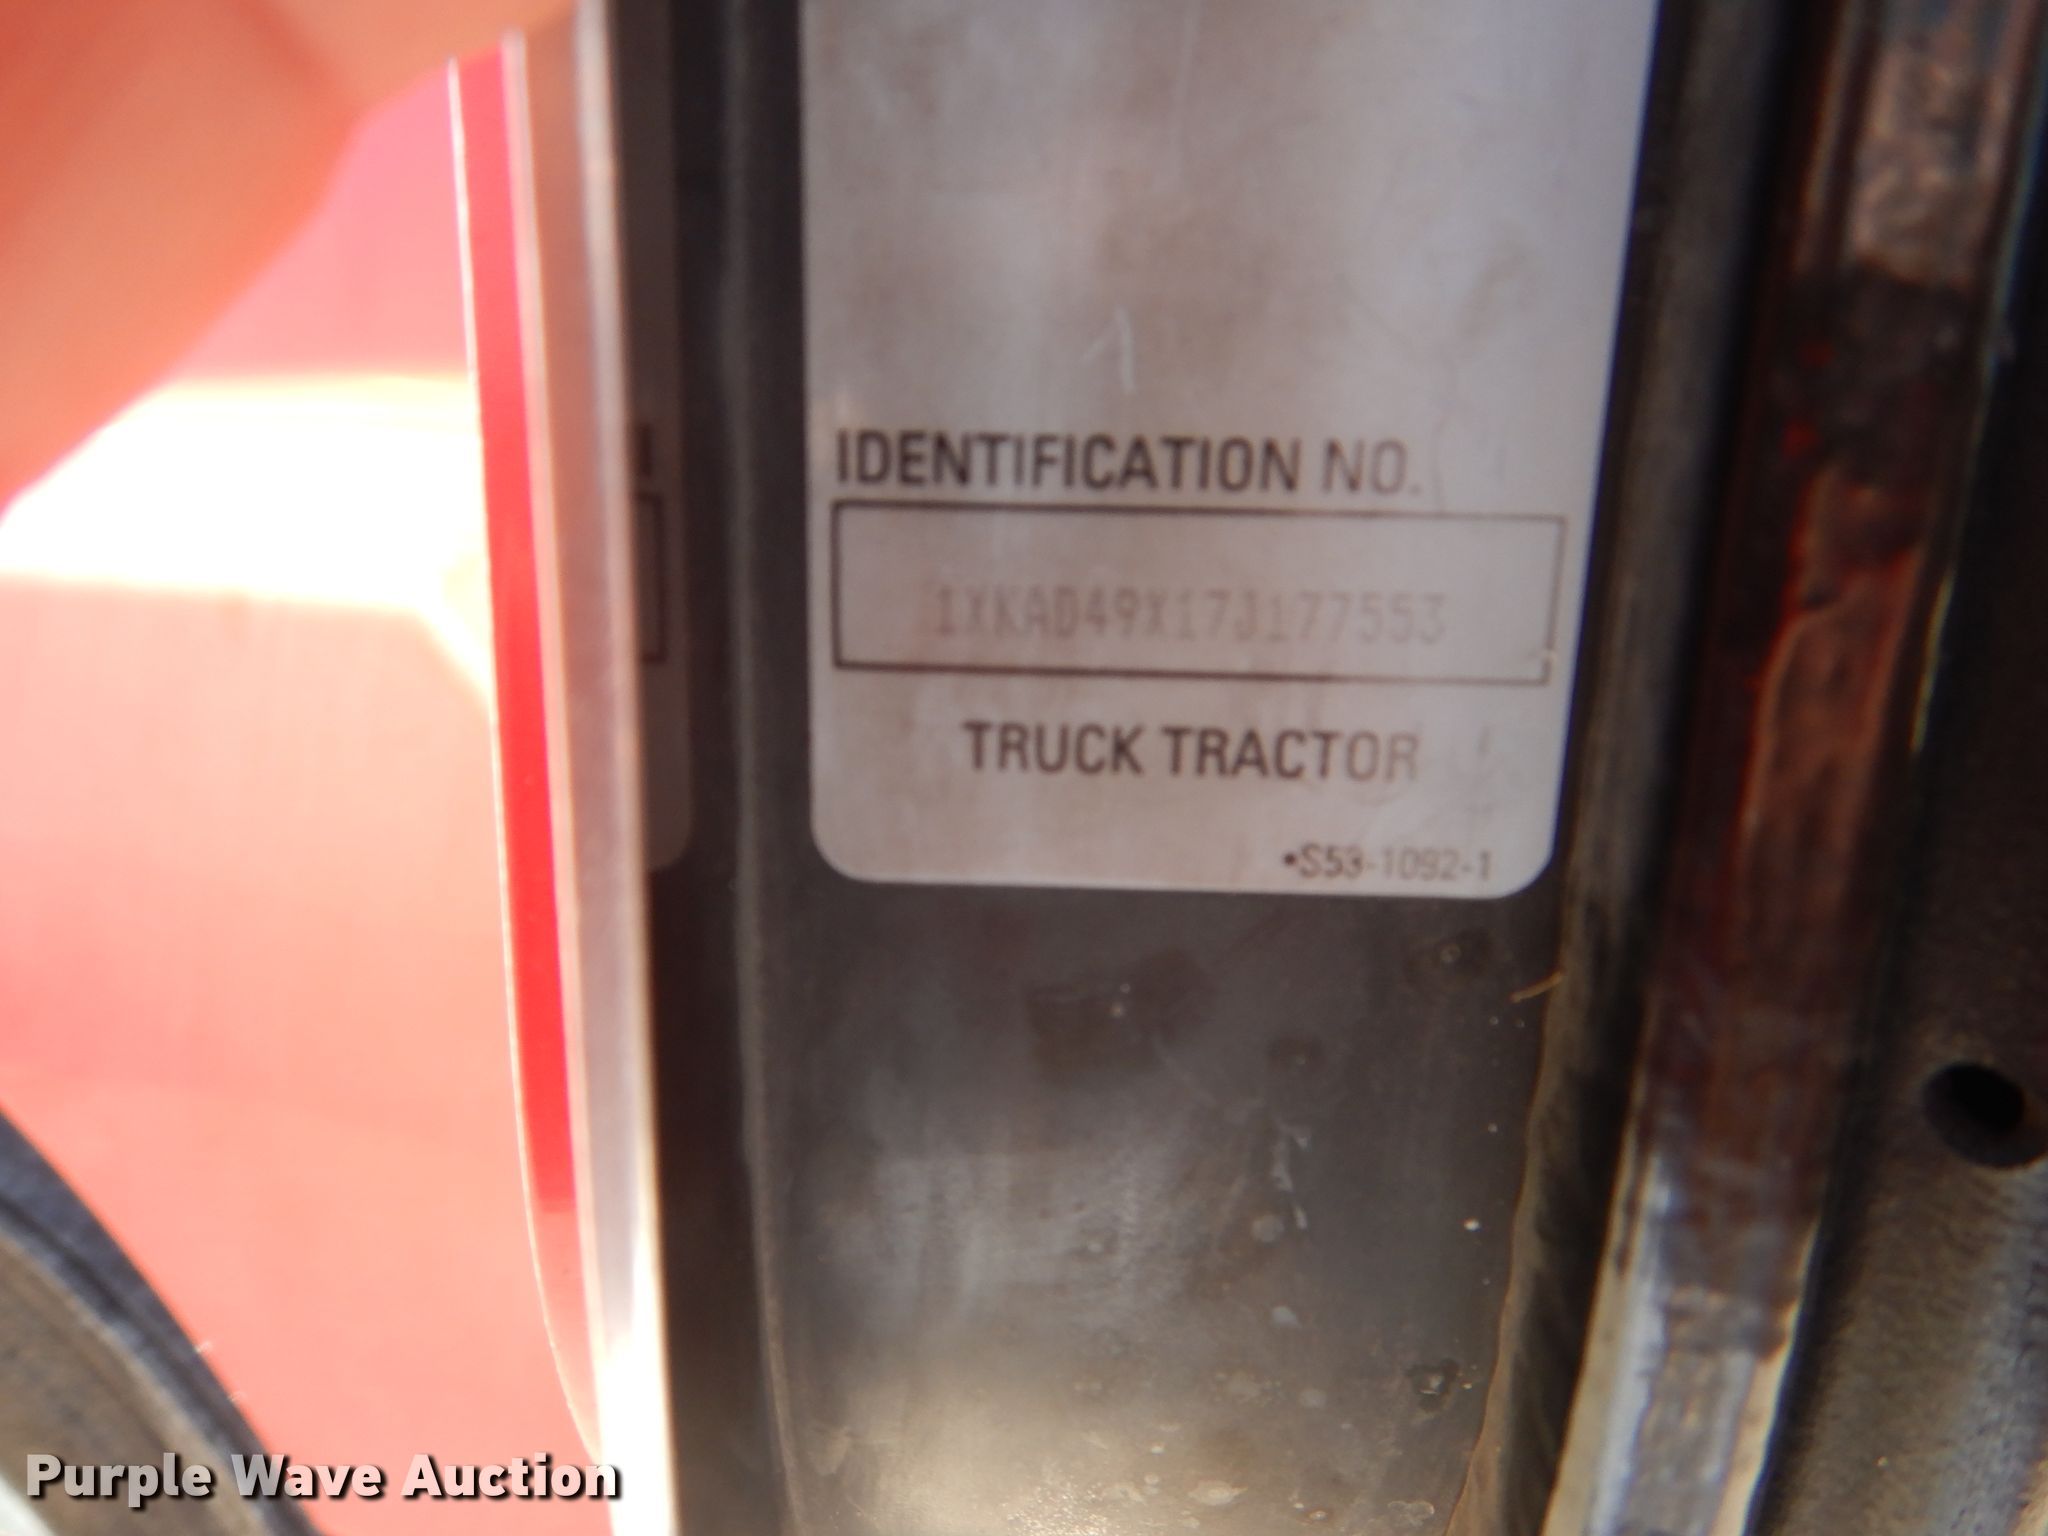 IDENTIFICATION NO.
1XKAD49X17J177553
TRUCK TRACTOR
•S53-1092-1
Purple Wave Auction